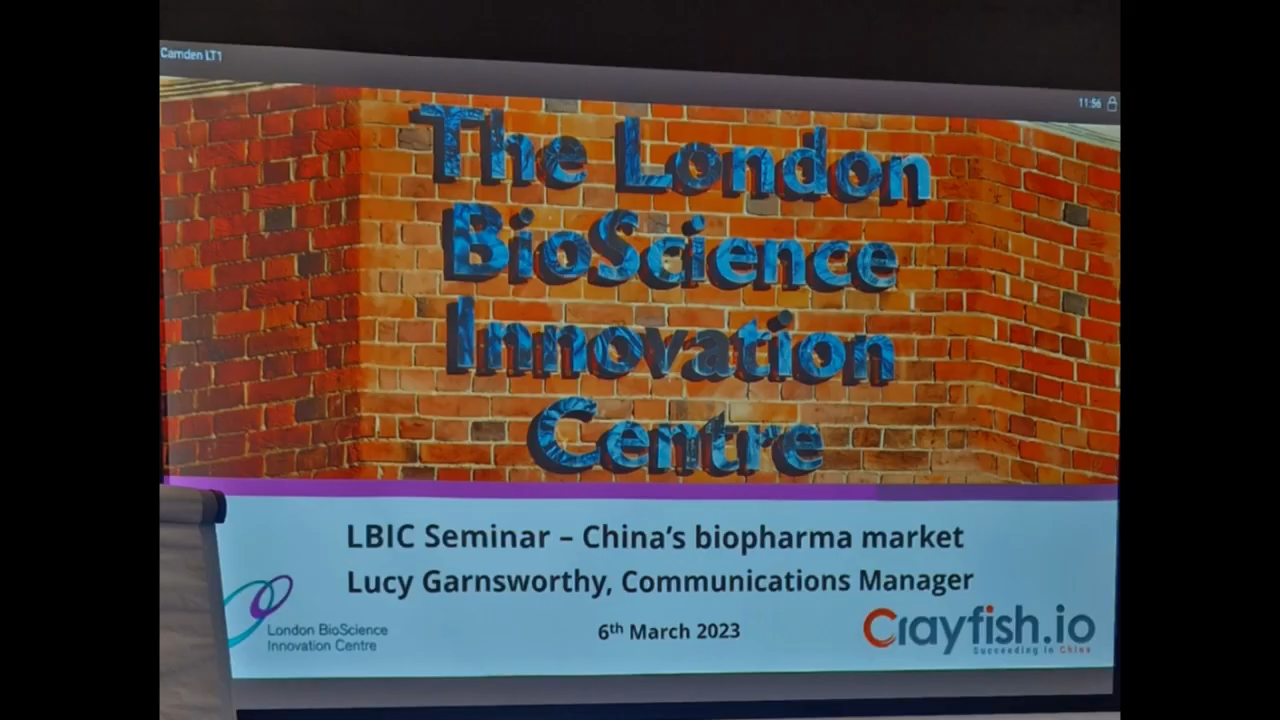 Camden LT1
11:56
The London
BioScience
Innovation
Centre
LBIC Seminar – China's biopharma market
Lucy Garnsworthy, Communications Manager
6th March 2023
London BioScience
Innovation Centre
Crayfish.io
Succeeding in China